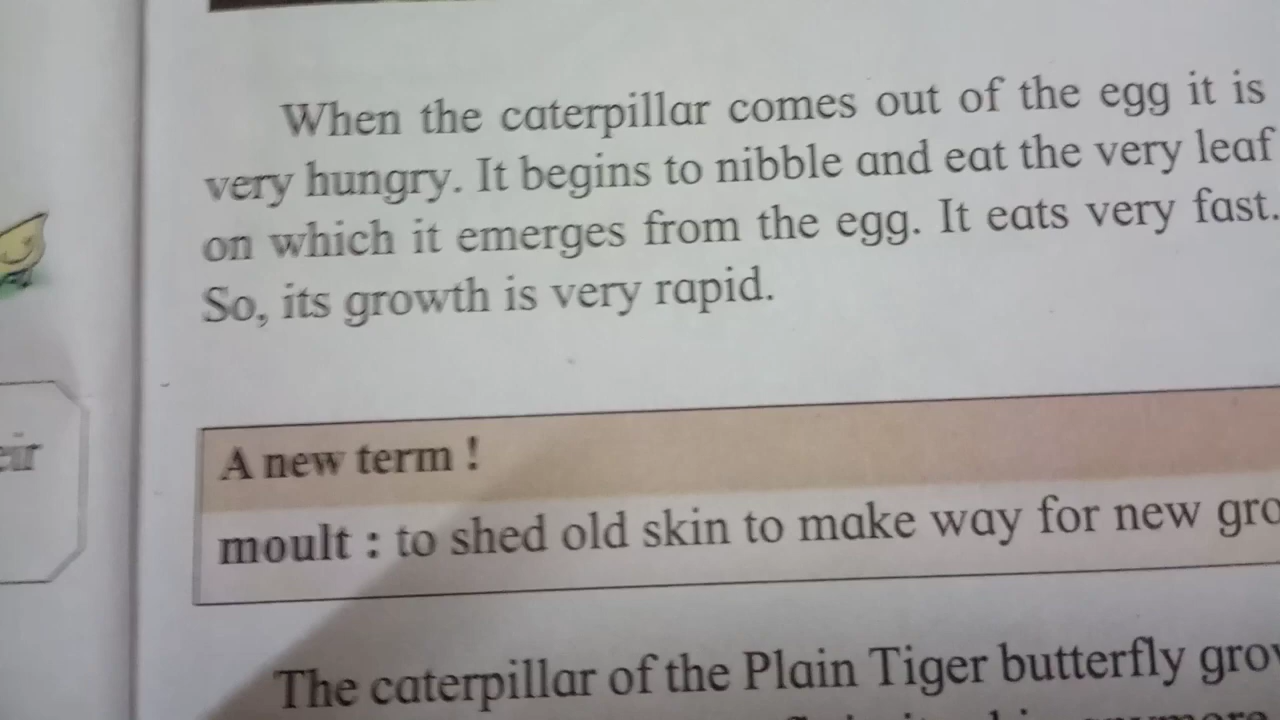 When the caterpillar comes out of the egg it is
very hungry. It begins to nibble and eat the very leaf
on which it emerges from the egg. It eats very fast.
So, its growth is very rapid.
A new term !
moult : to shed old skin to make way for new
The caterpillar of the Plain Tiger butterfly